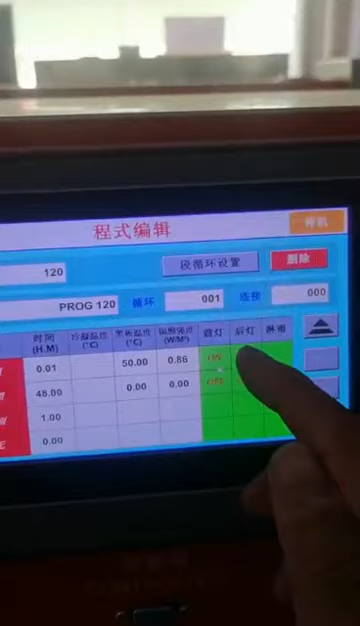 程式编辑 停机
120 段循环设置 删除
PROG 120 循环 001 连接 000
时间 冷凝温度 黑板温度 辐照强度 前灯 后灯 淋雨
(H.M) (°C) (°C) (W/M²)
0.01 50.00 0.86 ON
48.00 0.00 0.00 OFF
1.00
0.00